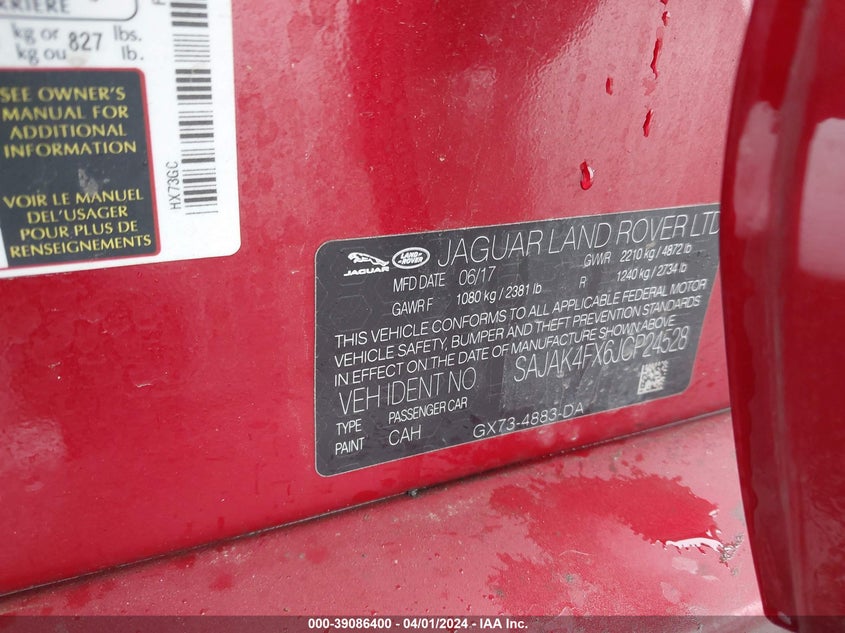 RRIERE
kg or 827 lbs.
kg ou lb.
SEE OWNER'S
MANUAL FOR
ADDITIONAL
INFORMATION
VOIR LE MANUEL
DEL'USAGER
POUR PLUS DE
RENSEIGNEMENTS
HX73GC
JAGUAR
LAND ROVER
JAGUAR LAND ROVER LTD
MFD DATE 06/17 GVWR 2210 kg / 4872 lb
GAWR F 1080 kg / 2381 lb R 1240 kg / 2734 lb
THIS VEHICLE CONFORMS TO ALL APPLICABLE FEDERAL MOTOR
VEHICLE SAFETY, BUMPER AND THEFT PREVENTION STANDARDS
IN EFFECT ON THE DATE OF MANUFACTURE SHOWN ABOVE
VEH IDENT NO SAJAK4FX6JCP24528
TYPE PASSENGER CAR
PAINT CAH GX73-4883-DA
000-39086400 - 04/01/2024 - IAA Inc.